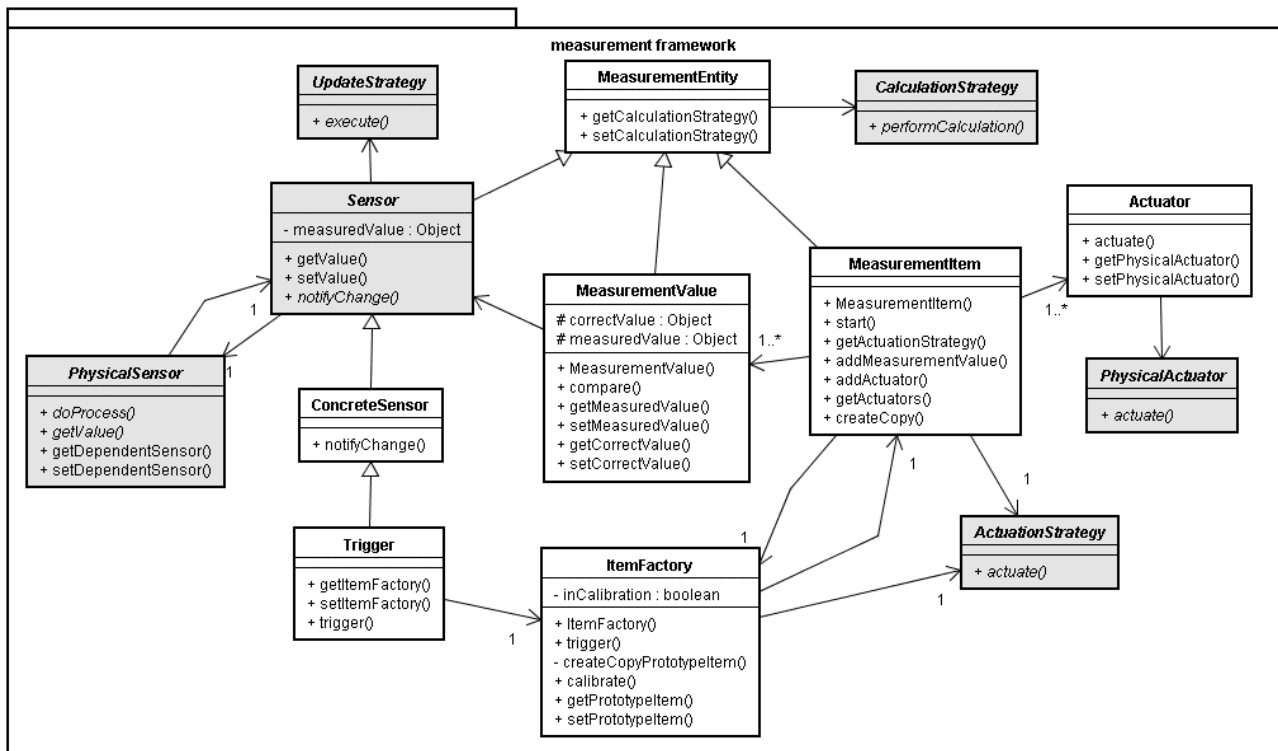 measurement framework
UpdateStrategy
+ execute()
MeasurementEntity
+ getCalculationStrategy()
+ setCalculationStrategy()
CalculationStrategy
+ performCalculation()
Sensor
- measuredValue : Object
+ getValue()
+ setValue()
+ notifyChange()
1
1
PhysicalSensor
+ doProcess()
+ getValue()
+ getDependentSensor()
+ setDependentSensor()
ConcreteSensor
+ notifyChange()
MeasurementValue
# correctValue : Object
# measuredValue : Object
+ MeasurementValue()
+ compare()
+ getMeasuredValue()
+ setMeasuredValue()
+ getCorrectValue()
+ setCorrectValue()
1..*
MeasurementItem
+ MeasurementItem()
+ start()
+ getActuationStrategy()
+ addMeasurementValue()
+ addActuator()
+ getActuators()
+ createCopy()
1..*
Actuator
+ actuate()
+ getPhysicalActuator()
+ setPhysicalActuator()
PhysicalActuator
+ actuate()
Trigger
+ getItemFactory()
+ setItemFactory()
+ trigger()
1
ItemFactory
- inCalibration : boolean
+ ItemFactory()
+ trigger()
- createCopyPrototypeItem()
+ calibrate()
+ getPrototypeItem()
+ setPrototypeItem()
1
1
1
1
ActuationStrategy
+ actuate()